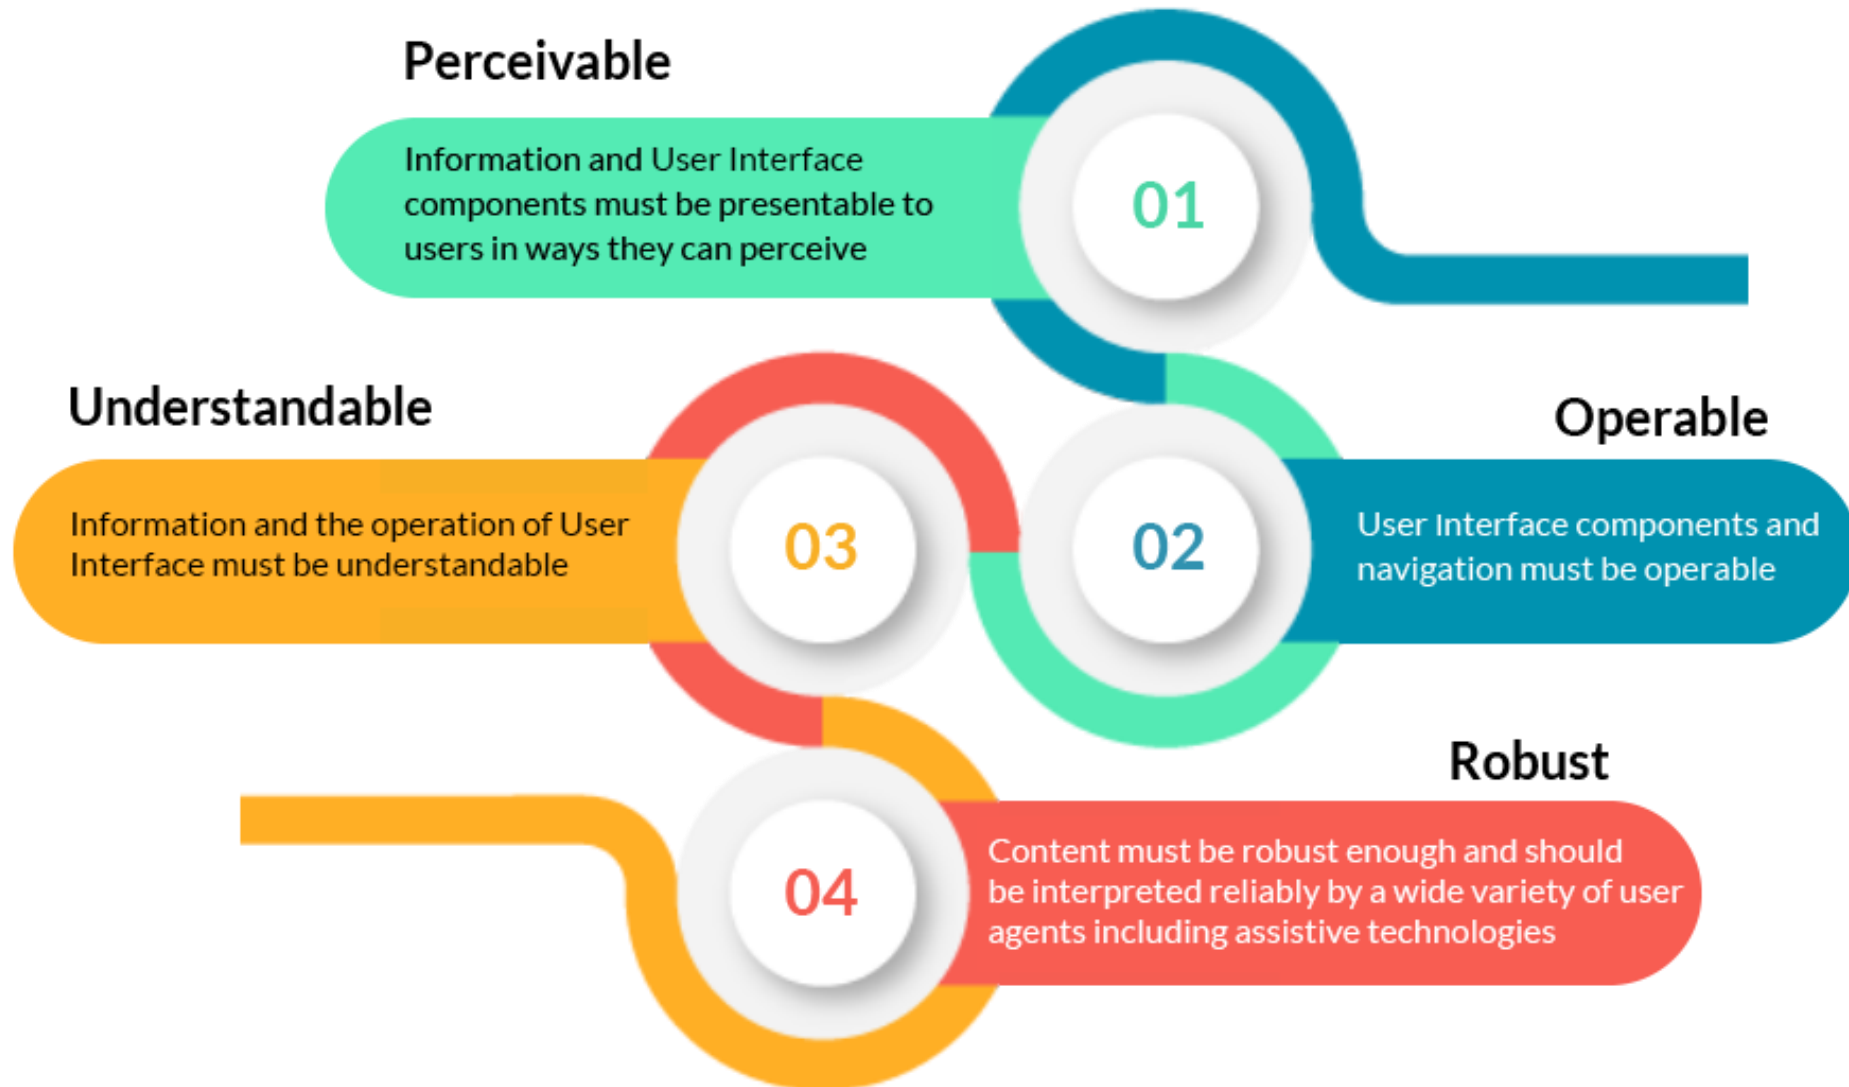 Perceivable
Information and User Interface
components must be presentable to
users in ways they can perceive
01
Operable
User Interface components and
navigation must be operable
02
Understandable
Information and the operation of User
Interface must be understandable
03
Robust
Content must be robust enough and should
be interpreted reliably by a wide variety of user
agents including assistive technologies
04